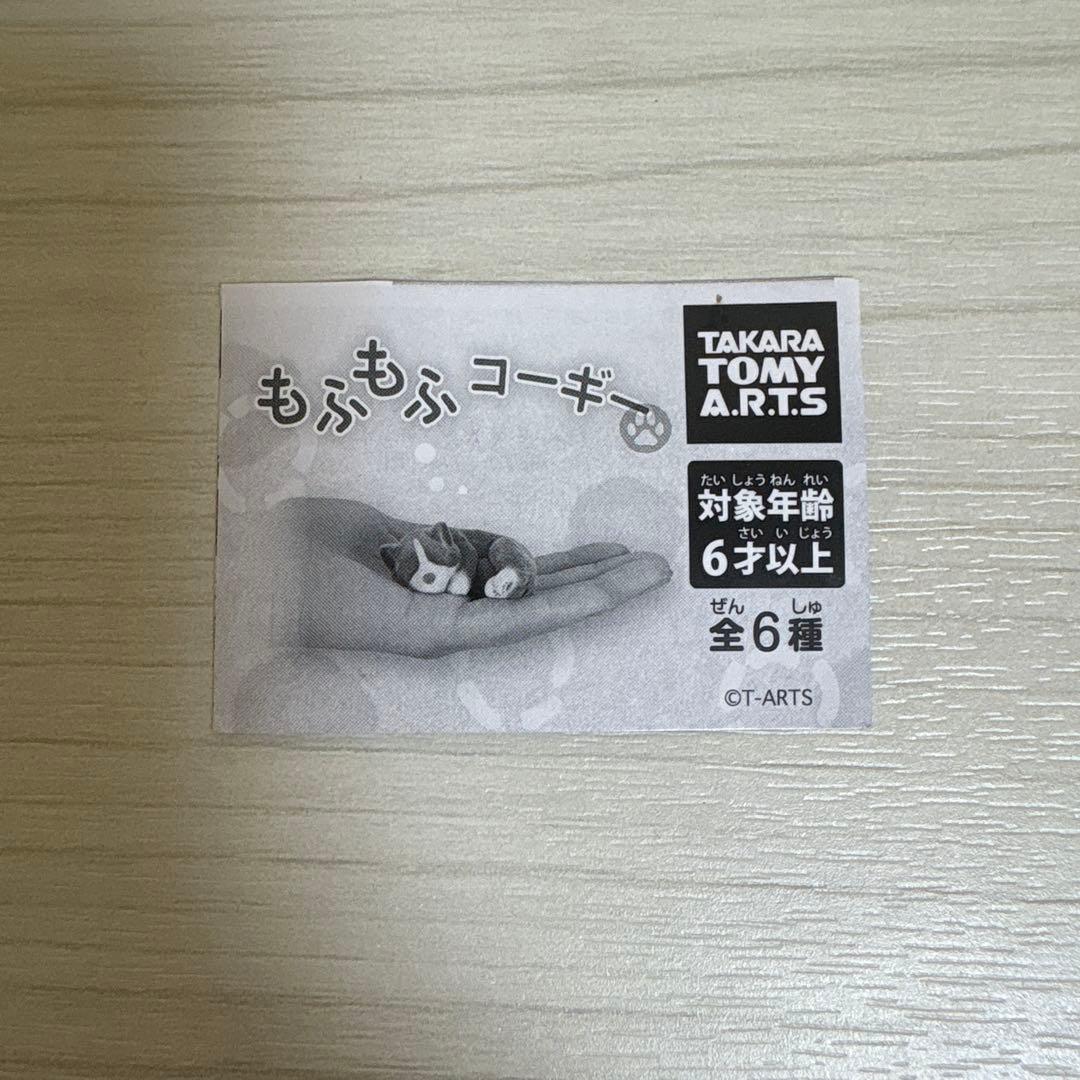 もふもふ コーギー
TAKARA
TOMY
A.R.T.S
たいしょうねんれい
対象年齢
さいいじょう
6才以上
ぜん しゅ
全6種
©T-ARTS